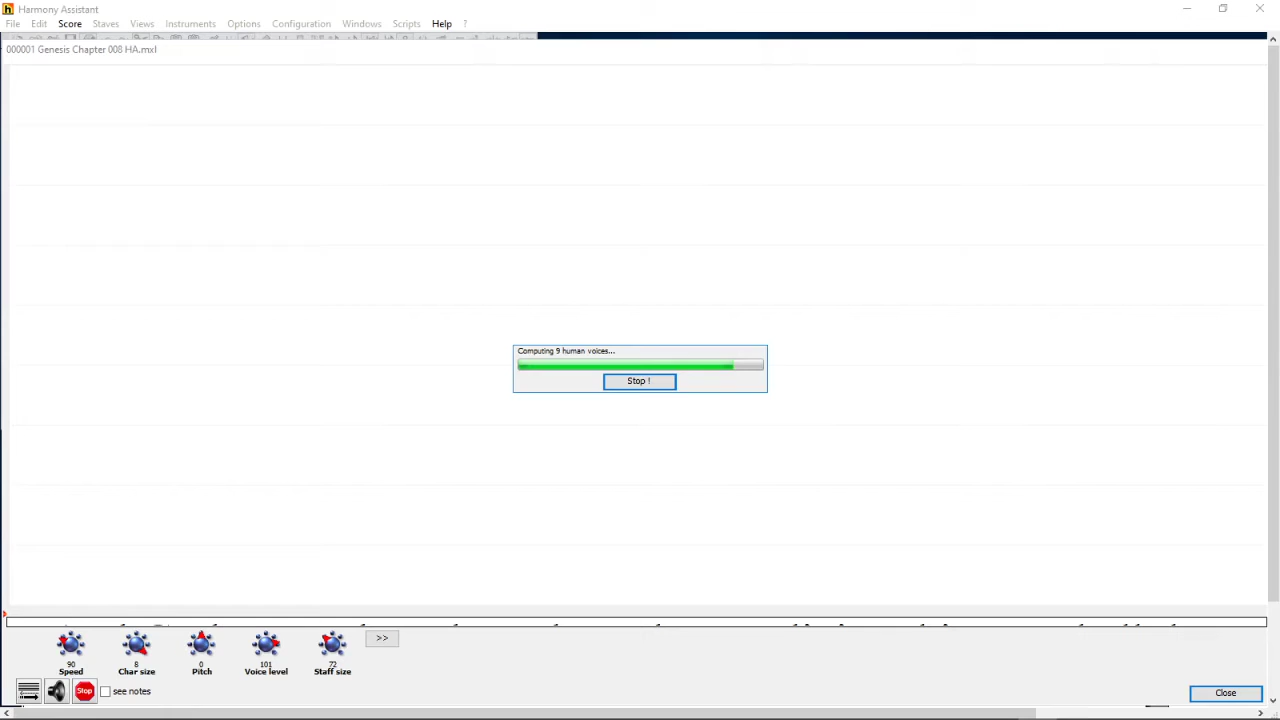 Harmony Assistant
File Edit Score Staves Views Instruments Options Configuration Windows Scripts Help ?
000001 Genesis Chapter 008 HA.mxl
Computing 9 human voices...
Stop !
>>
90 8 0 101 72
Speed Char size Pitch Voice level Staff size
Stop see notes
Close